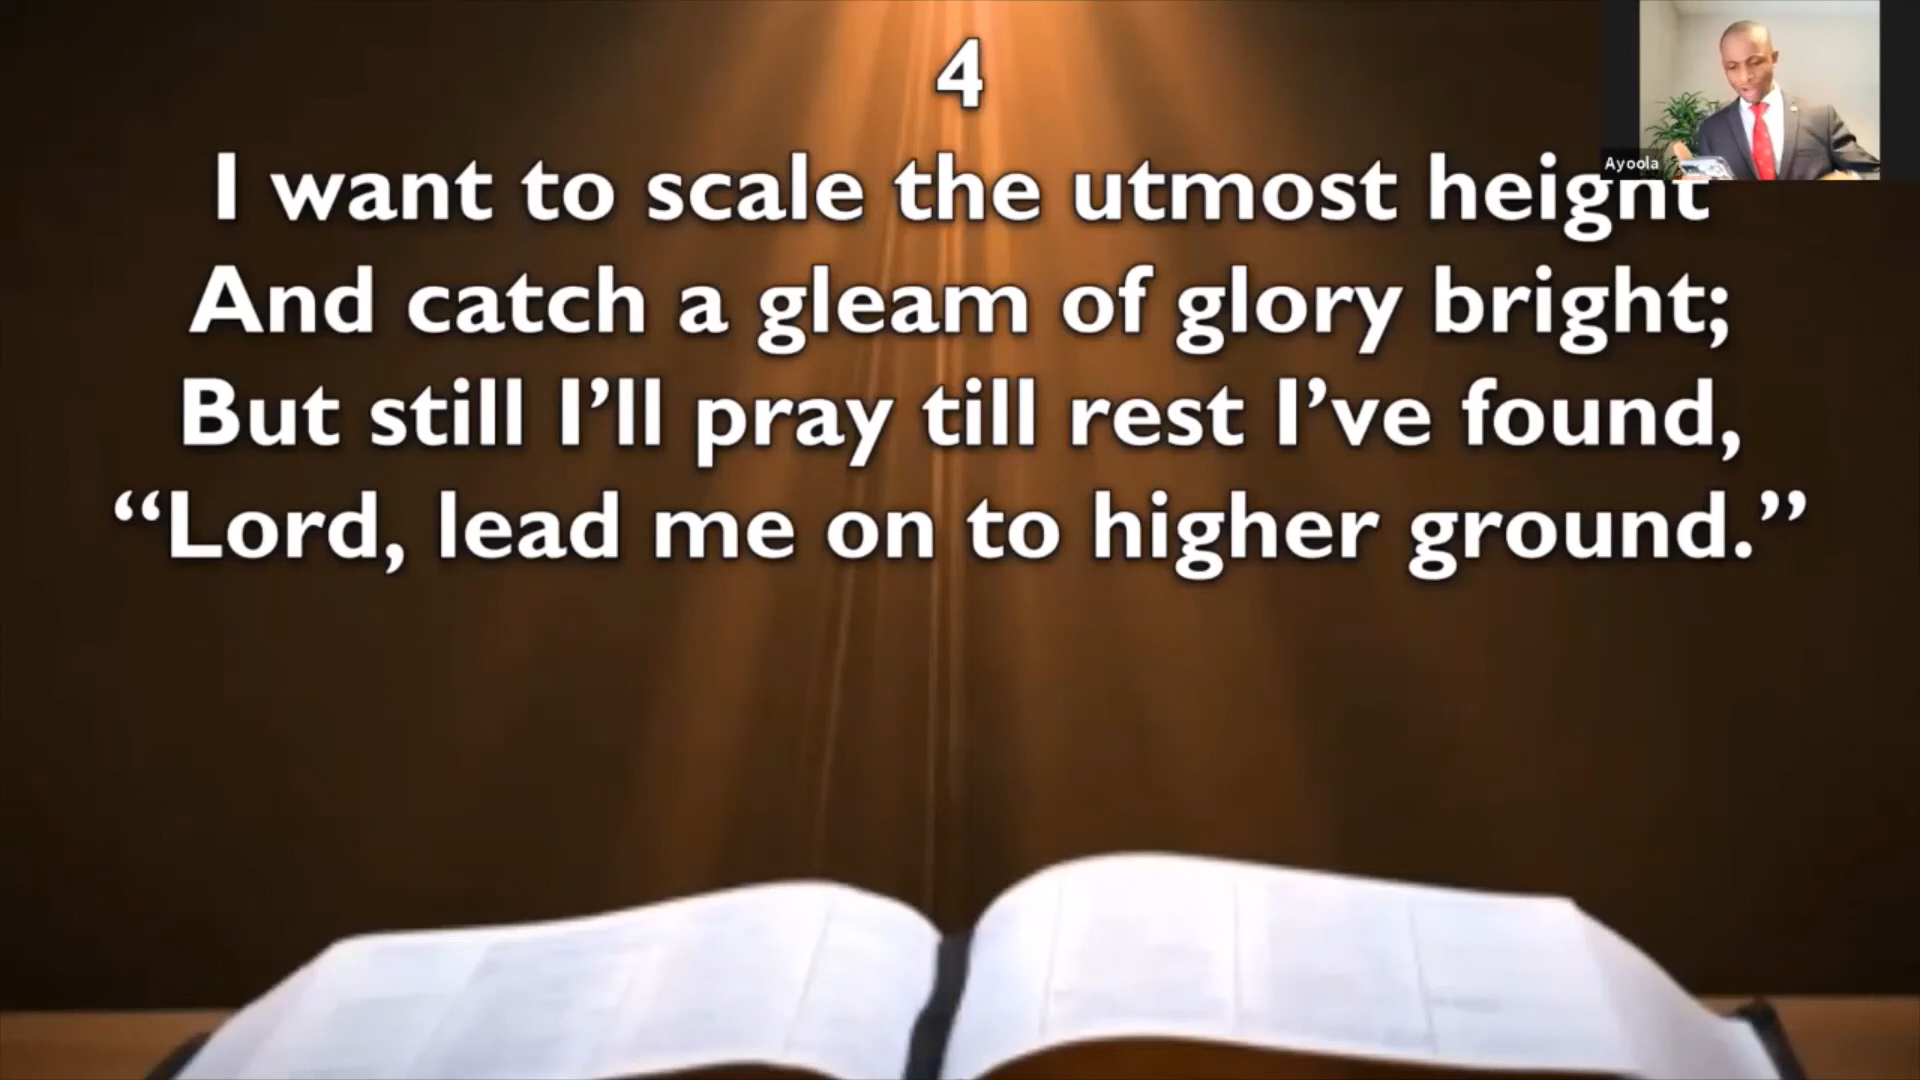 4
I want to scale the utmost height
And catch a gleam of glory bright;
But still I’ll pray till rest I’ve found,
“Lord, lead me on to higher ground.”
Ayoola